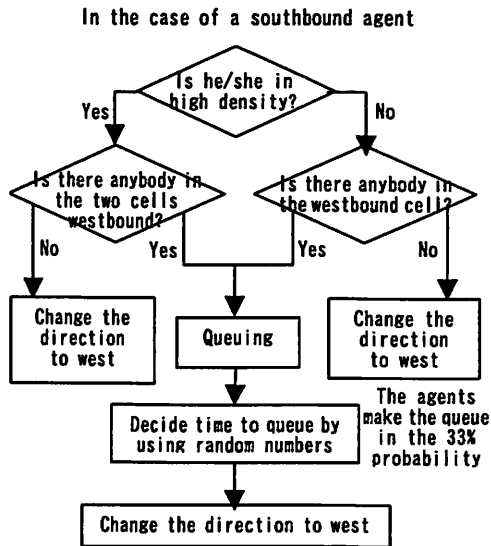 In the case of a southbound agent
Is he/she in
high density?
Yes
No
Is there anybody in
the two cells
westbound?
Is there anybody in
the westbound cell?
No
Yes
Yes
No
Change the
direction
to west
Queuing
Change the
direction
to west
Decide time to queue by
using random numbers
The agents
make the queue
in the 33%
probability
Change the direction to west